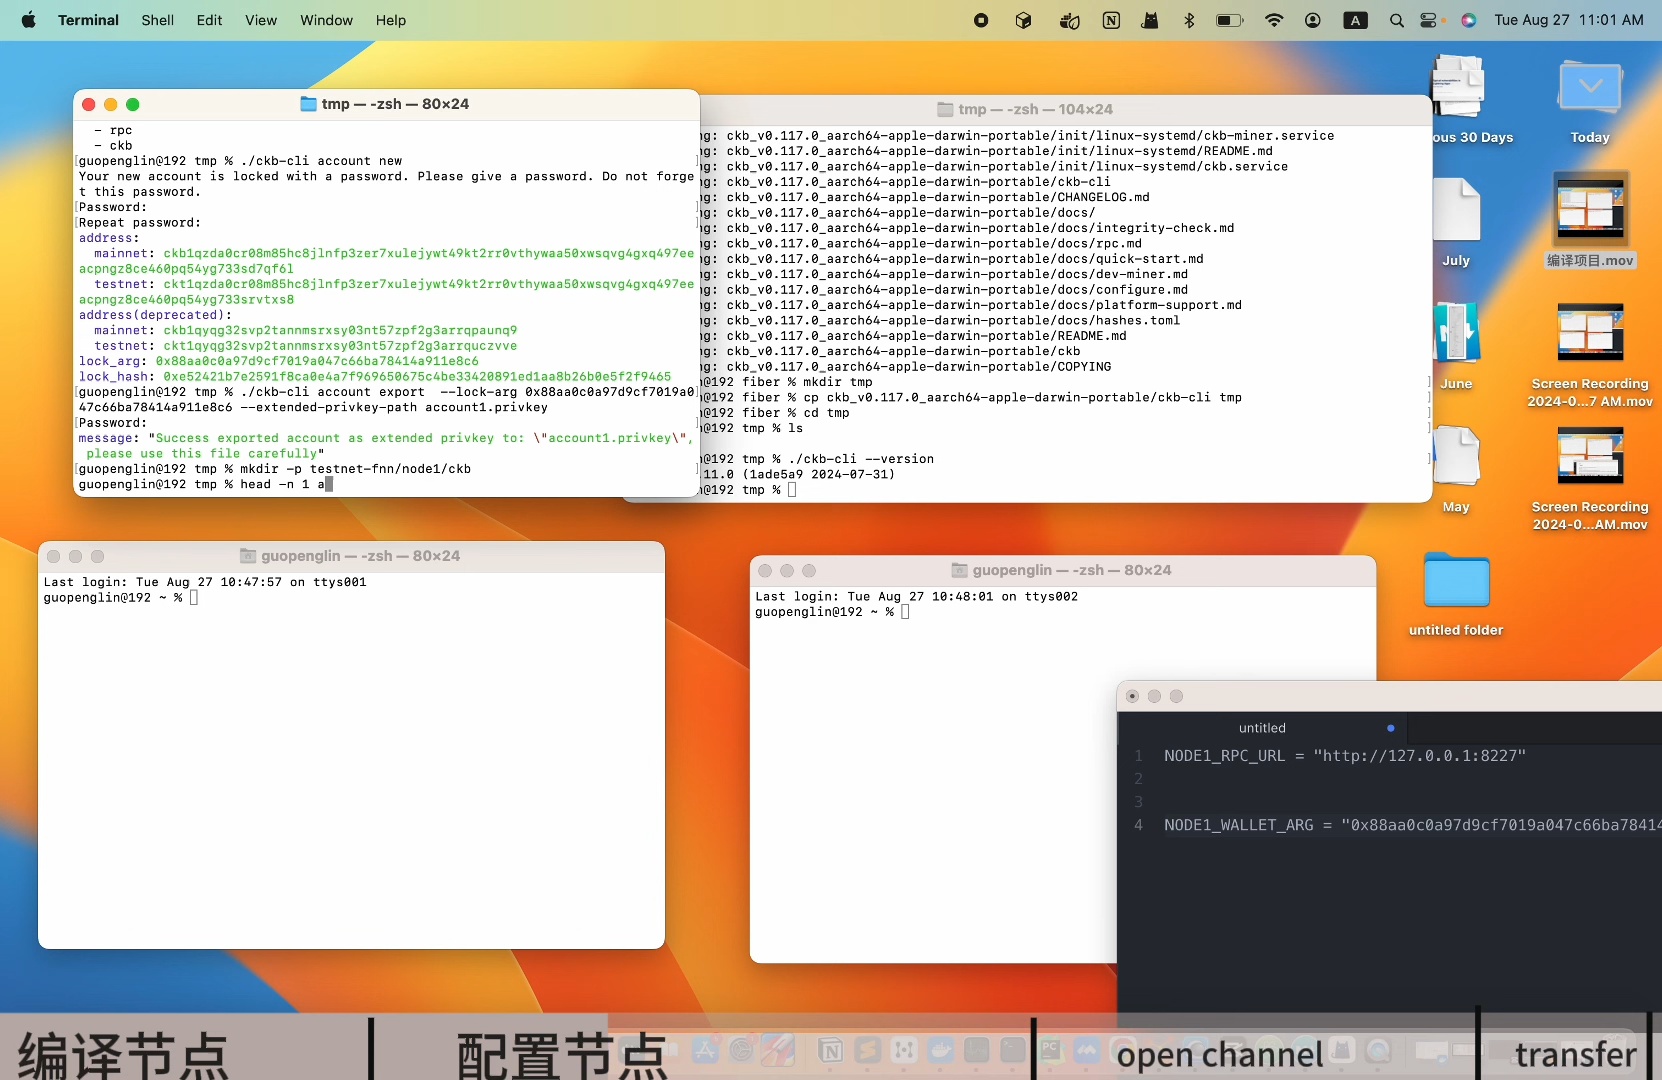 Terminal Shell Edit View Window Help
N A Tue Aug 27 11:01 AM
tmp — -zsh — 80×24
- rpc
- ckb
guopenglin@192 tmp % ./ckb-cli account new
Your new account is locked with a password. Please give a password. Do not forge
t this password.
Password:
Repeat password:
address:
mainnet: ckb1qzda0cr08m85hc8jlnfp3zer7xulejywt49kt2rr0vthywaa50xwsqvg4gxq497ee
acpngz8ce460pq54yg733sd7qf6l
testnet: ckt1qzda0cr08m85hc8jlnfp3zer7xulejywt49kt2rr0vthywaa50xwsqvg4gxq497ee
acpngz8ce460pq54yg733srvtxs8
address(deprecated):
mainnet: ckb1qyqg32svp2tannmsrxsy03nt57zpf2g3arrqpaunq9
testnet: ckt1qyqg32svp2tannmsrxsy03nt57zpf2g3arrquczvve
lock_arg: 0x88aa0c0a97d9cf7019a047c66ba78414a911e8c6
lock_hash: 0xe52421b7e2591f8ca0e4a7f969650675c4be33420891ed1aa8b26b0e5f2f9465
guopenglin@192 tmp % ./ckb-cli account export --lock-arg 0x88aa0c0a97d9cf7019a0
47c66ba78414a911e8c6 --extended-privkey-path account1.privkey
Password:
message: "Success exported account as extended privkey to: \"account1.privkey\",
please use this file carefully"
guopenglin@192 tmp % mkdir -p testnet-fnn/node1/ckb
guopenglin@192 tmp % head -n 1 a
tmp — -zsh — 104×24
ng: ckb_v0.117.0_aarch64-apple-darwin-portable/init/linux-systemd/ckb-miner.service
ng: ckb_v0.117.0_aarch64-apple-darwin-portable/init/linux-systemd/README.md
ng: ckb_v0.117.0_aarch64-apple-darwin-portable/init/linux-systemd/ckb.service
ng: ckb_v0.117.0_aarch64-apple-darwin-portable/ckb-cli
ng: ckb_v0.117.0_aarch64-apple-darwin-portable/CHANGELOG.md
ng: ckb_v0.117.0_aarch64-apple-darwin-portable/docs/
ng: ckb_v0.117.0_aarch64-apple-darwin-portable/docs/integrity-check.md
ng: ckb_v0.117.0_aarch64-apple-darwin-portable/docs/rpc.md
ng: ckb_v0.117.0_aarch64-apple-darwin-portable/docs/quick-start.md
ng: ckb_v0.117.0_aarch64-apple-darwin-portable/docs/dev-miner.md
ng: ckb_v0.117.0_aarch64-apple-darwin-portable/docs/configure.md
ng: ckb_v0.117.0_aarch64-apple-darwin-portable/docs/platform-support.md
ng: ckb_v0.117.0_aarch64-apple-darwin-portable/docs/hashes.toml
ng: ckb_v0.117.0_aarch64-apple-darwin-portable/README.md
ng: ckb_v0.117.0_aarch64-apple-darwin-portable/ckb
ng: ckb_v0.117.0_aarch64-apple-darwin-portable/COPYING
n@192 fiber % mkdir tmp
n@192 fiber % cp ckb_v0.117.0_aarch64-apple-darwin-portable/ckb-cli tmp
n@192 fiber % cd tmp
n@192 tmp % ls
n@192 tmp % ./ckb-cli --version
11.0 (1ade5a9 2024-07-31)
n@192 tmp %
ous 30 Days
Today
July
编译项目.mov
June
Screen Recording
2024-0...7 AM.mov
May
Screen Recording
2024-0...AM.mov
untitled folder
guopenglin — -zsh — 80×24
Last login: Tue Aug 27 10:47:57 on ttys001
guopenglin@192 ~ %
guopenglin — -zsh — 80×24
Last login: Tue Aug 27 10:48:01 on ttys002
guopenglin@192 ~ %
untitled
1 NODE1_RPC_URL = "http://127.0.0.1:8227"
2
3
4 NODE1_WALLET_ARG = "0x88aa0c0a97d9cf7019a047c66ba78414
编译节点
配置节点
open channel
transfer